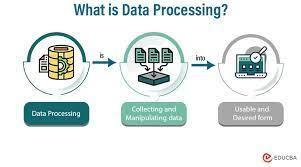 What is Data Processing?
is
into
Data Processing
Collecting and
Manipulating data
Usable and
Desired form
EDUCBA